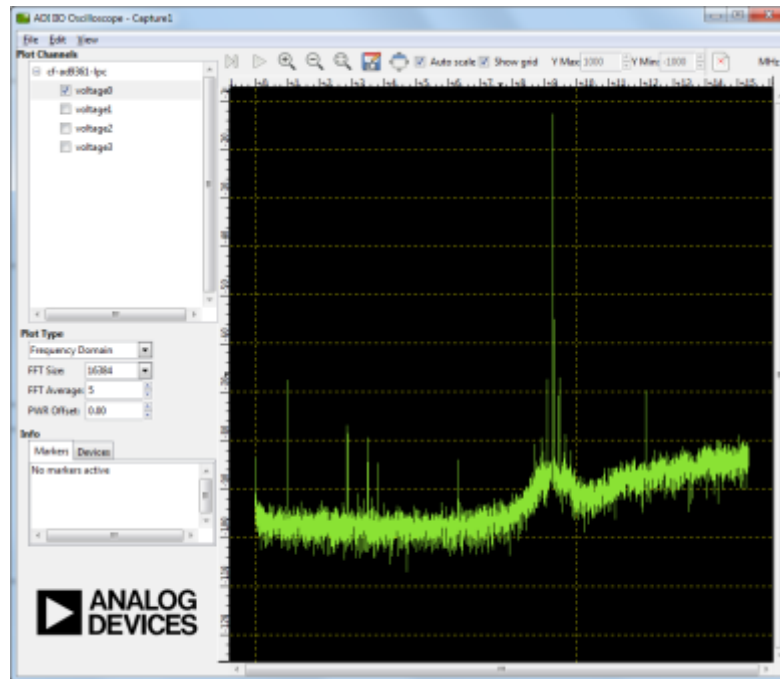 ADI IIO Oscilloscope - Capture1
File Edit View
Plot Channels
cf-ad9361-lpc
voltage0
voltage1
voltage2
voltage3
Auto scale Show grid Y Max: 1000 Y Min: -1000 MHz
Plot Type
Frequency Domain
FFT Size: 16384
FFT Average: 5
PWR Offset: 0.00
Info
Markers Devices
No markers active
ANALOG
DEVICES